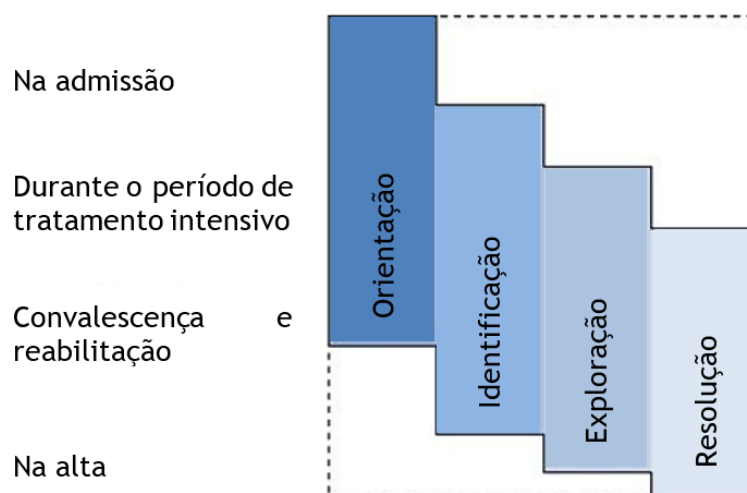 Na admissão
Durante o período de
tratamento intensivo
Convalescença e
reabilitação
Na alta
Orientação
Identificação
Exploração
Resolução